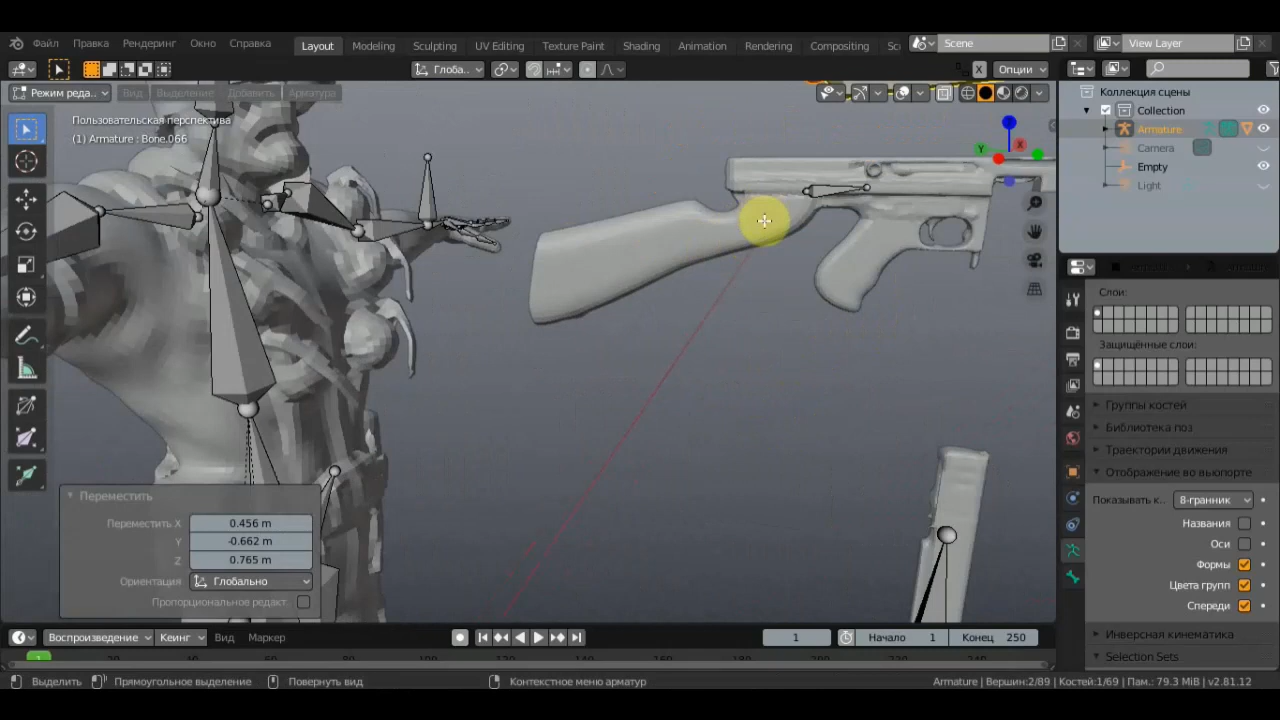 Файл Правка Рендеринг Окно Справка Layout Modeling Sculpting UV Editing Texture Paint Shading Animation Rendering Compositing Sc Scene View Layer
Глоба.. X Опции
Режим реда.. Вид Выделение Добавить Арматура
Пользовательская перспектива
(1) Armature : Bone.066
Z
Y
X
Коллекция сцены
Collection
Armature
Camera
Empty
Light
Слои:
Защищённые слои:
Группы костей
Библиотека поз
Траектории движения
Отображение во вьюпорте
Показывать к.. 8-гранник
Названия
Оси
Формы
Цвета групп
Спереди
Инверсная кинематика
Selection Sets
Переместить
Переместить X 0.456 m
Y -0.662 m
Z 0.765 m
Ориентация Глобально
Пропорциональное редакт.
Воспроизведение Кеинг Вид Маркер 1 Начало 1 Конец 250
1
Выделить Прямоугольное выделение Повернуть вид Контекстное меню арматур Armature | Вершин:2/89 | Костей:1/69 | Пам.: 79.3 MiB | v2.81.12